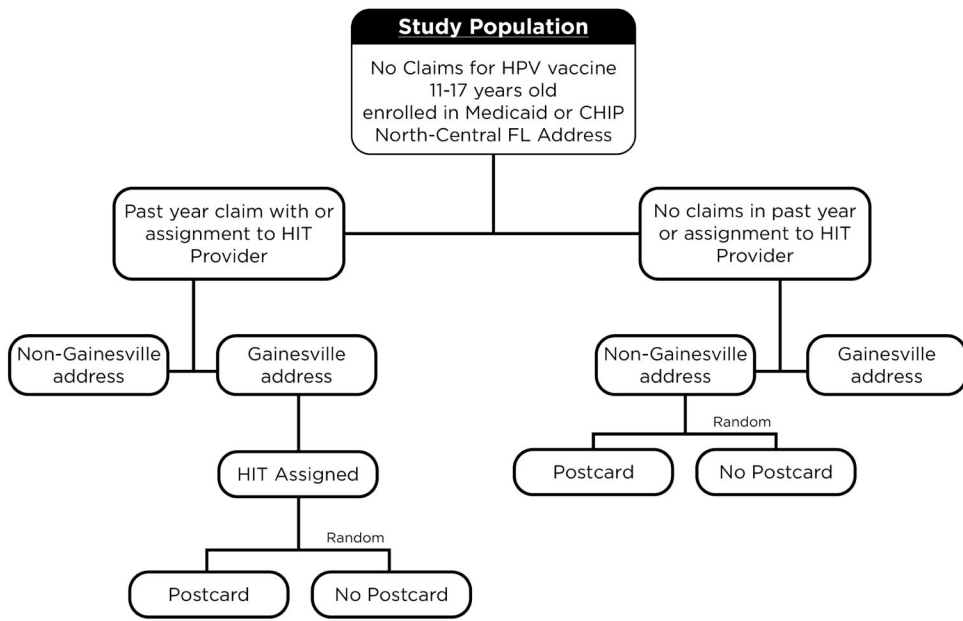 Study Population
No Claims for HPV vaccine
11-17 years old
enrolled in Medicaid or CHIP
North-Central FL Address
Past year claim with or
assignment to HIT
Provider
No claims in past year
or assignment to HIT
Provider
Non-Gainesville
address
Gainesville
address
Non-Gainesville
address
Gainesville
address
Random
Postcard
No Postcard
HIT Assigned
Random
Postcard
No Postcard